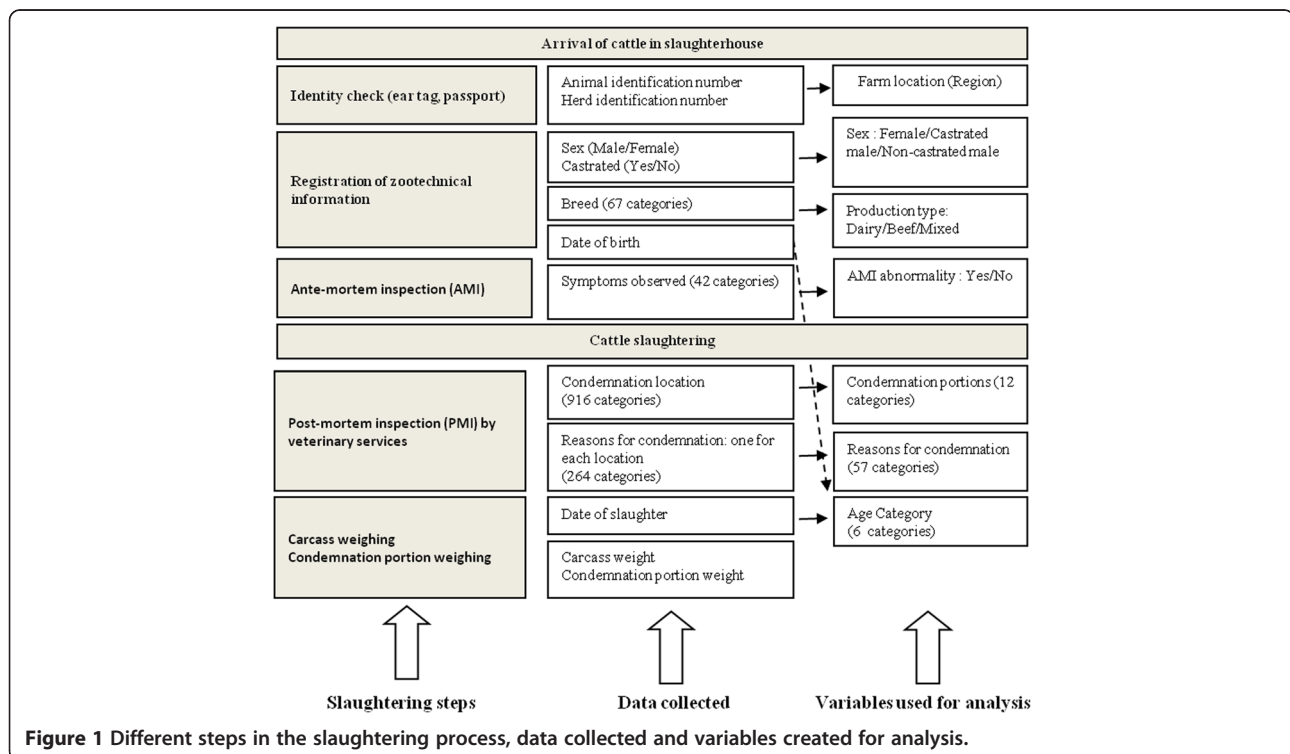 Arrival of cattle in slaughterhouse
Identity check (ear tag, passport)
Animal identification number
Herd identification number
Farm location (Region)
Registration of zootechnical
information
Sex (Male/Female)
Castrated (Yes/No)
Sex : Female/Castrated
male/Non-castrated male
Breed (67 categories)
Production type:
Dairy/Beef/Mixed
Date of birth
Ante-mortem inspection (AMI)
Symptoms observed (42 categories)
AMI abnormality : Yes/No
Cattle slaughtering
Post-mortem inspection (PMI) by
veterinary services
Condemnation location
(916 categories)
Condemnation portions (12
categories)
Reasons for condemnation: one for
each location
(264 categories)
Reasons for condemnation
(57 categories)
Carcass weighing
Condemnation portion weighing
Date of slaughter
Age Category
(6 categories)
Carcass weight
Condemnation portion weight
Slaughtering steps
Data collected
Variables used for analysis
Figure 1 Different steps in the slaughtering process, data collected and variables created for analysis.